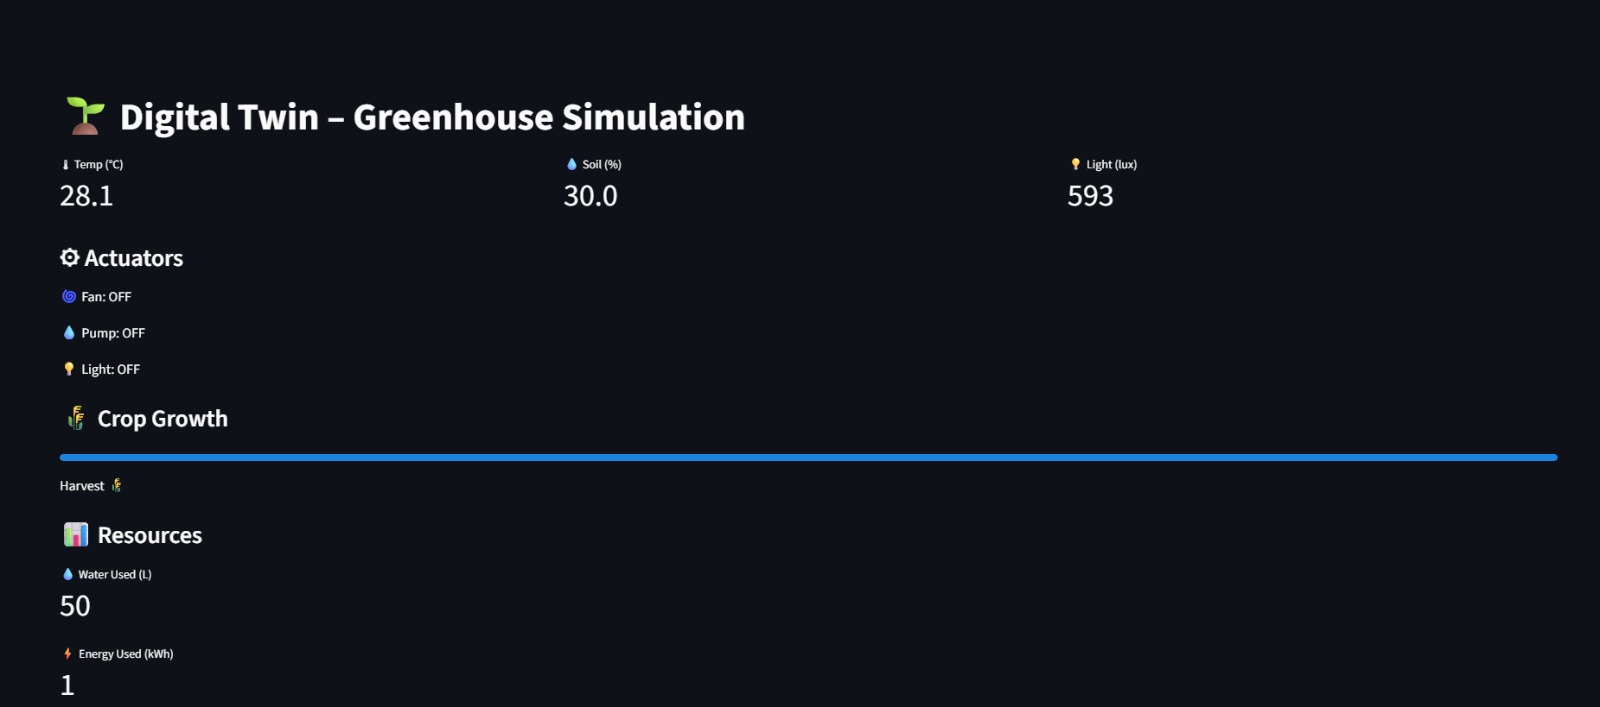 Digital Twin – Greenhouse Simulation
Temp (°C) Soil (%) Light (lux)
28.1 30.0 593
Actuators
Fan: OFF
Pump: OFF
Light: OFF
Crop Growth
Harvest
Resources
Water Used (L)
50
Energy Used (kWh)
1